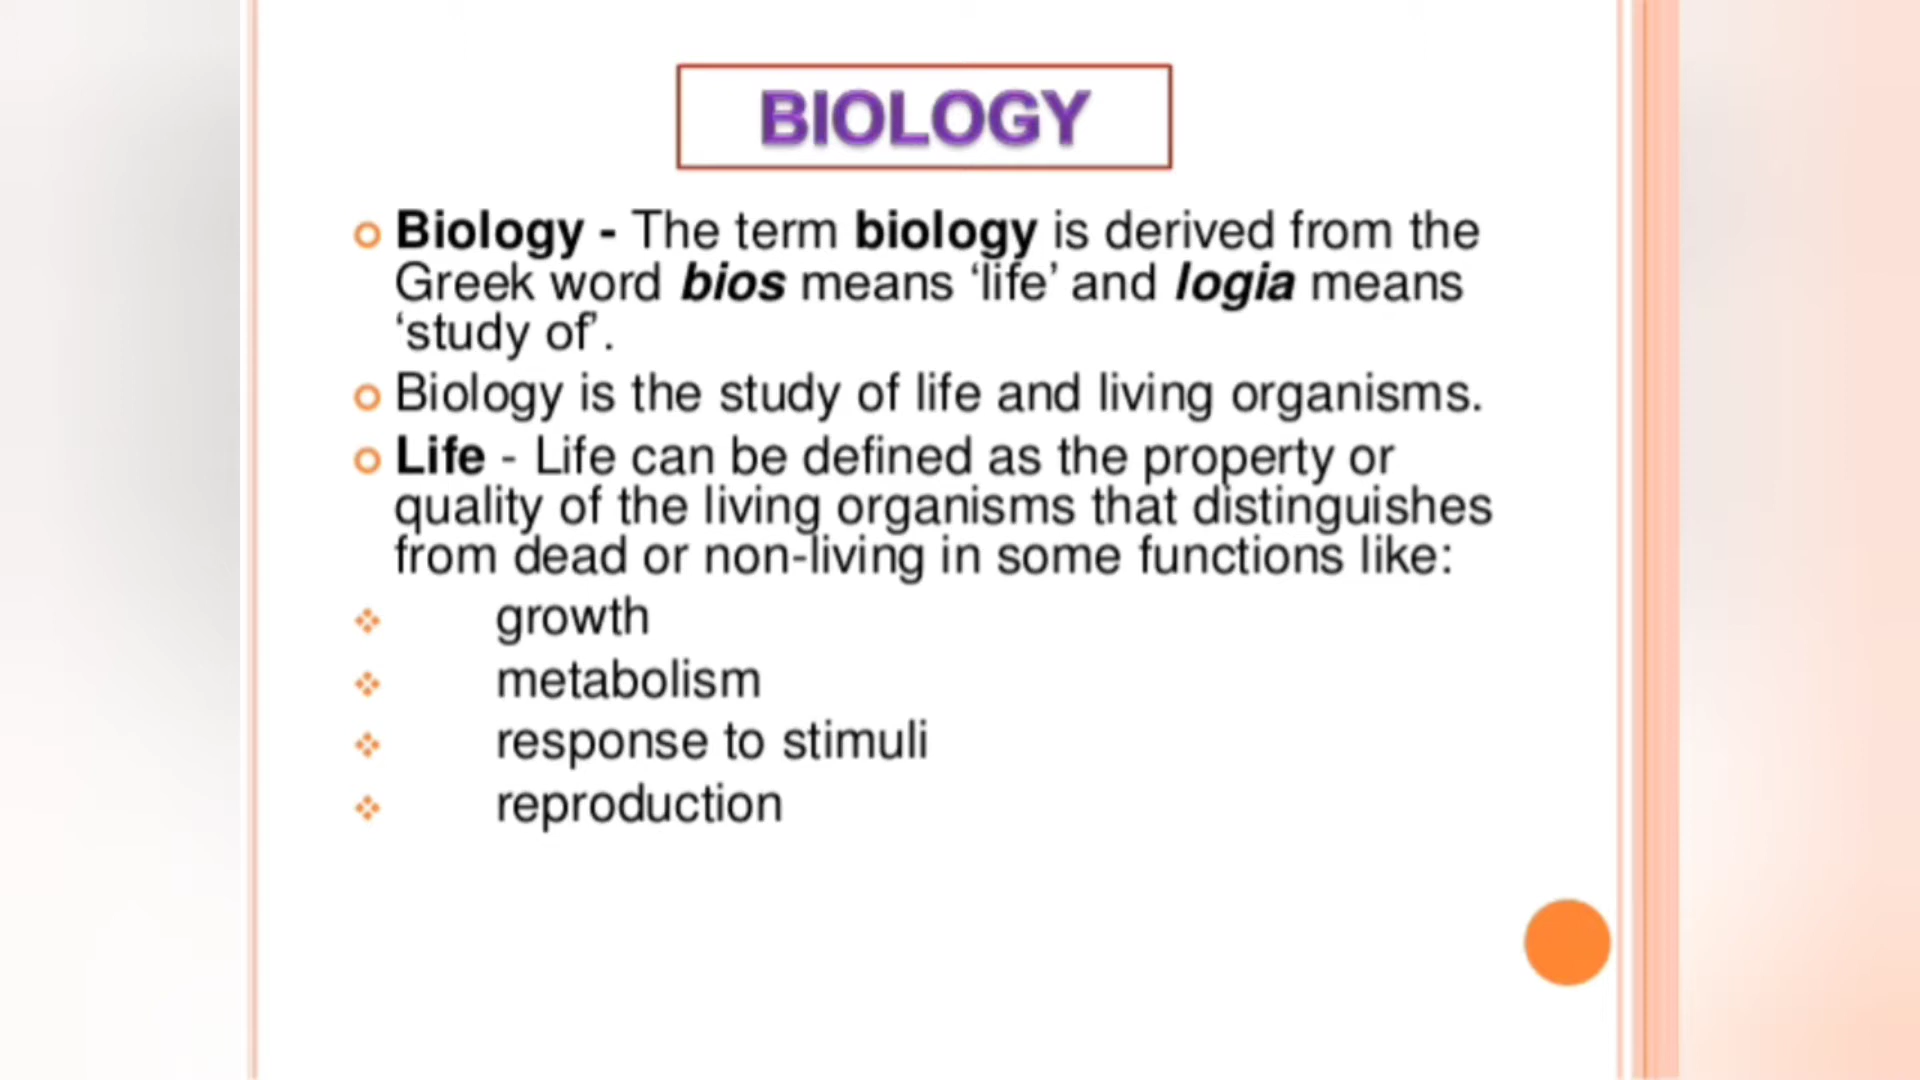 BIOLOGY
Biology - The term biology is derived from the
Greek word bios means ‘life’ and logia means
‘study of’.
Biology is the study of life and living organisms.
Life - Life can be defined as the property or
quality of the living organisms that distinguishes
from dead or non-living in some functions like:
growth
metabolism
response to stimuli
reproduction